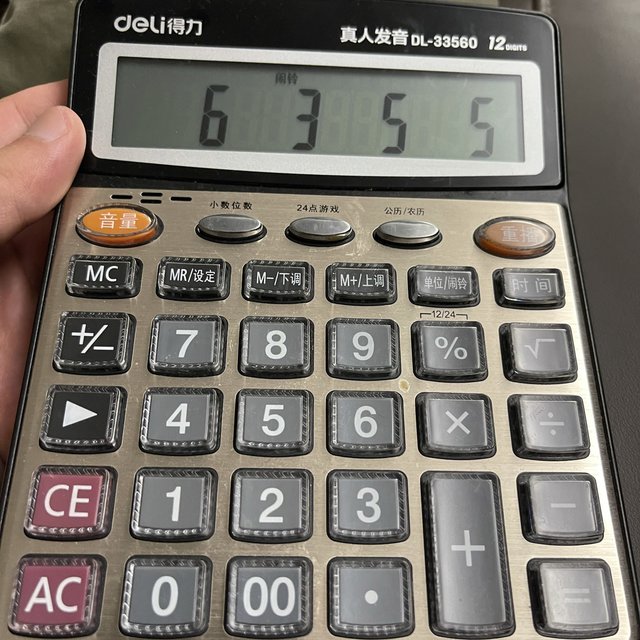 deli得力 真人发音 DL-33560 12 DIGITS
闹铃
6 3 5 5
音量 小数位数 24点游戏 公历/农历 重播
MC MR/设定 M-/下调 M+/上调 单位/闹铃 时间
12/24
+/− 7 8 9 % √
▶ 4 5 6 × ÷
CE 1 2 3 + −
AC 0 00 • =